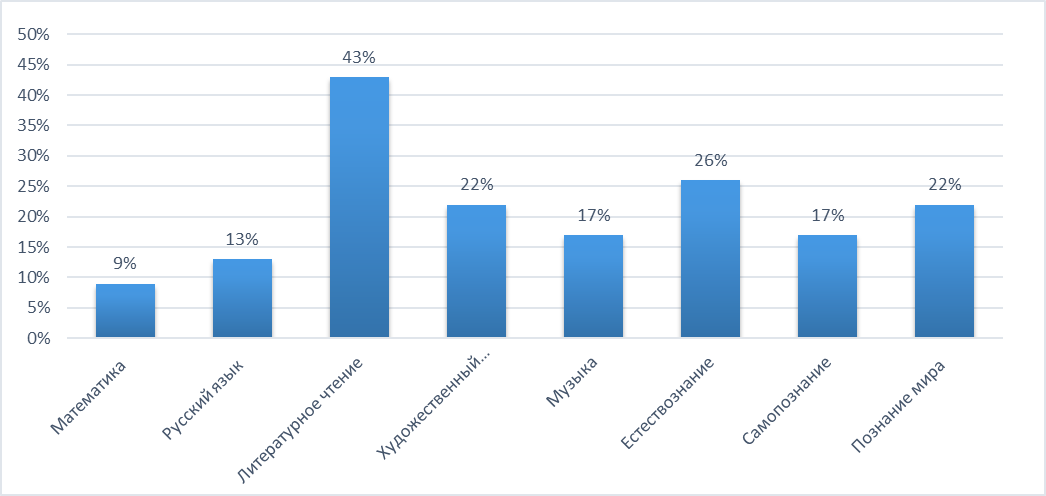 50%
45%
40%
35%
30%
25%
20%
15%
10%
5%
0%
9%
13%
43%
22%
17%
26%
17%
22%
Математика
Русский язык
Литературное чтение
Художественный...
Музыка
Естествознание
Самопознание
Познание мира